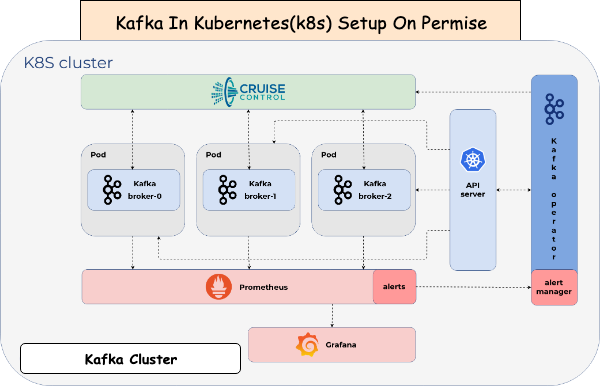 Kafka In Kubernetes(k8s) Setup On Permise
K8S cluster
CRUISE
CONTROL
Pod
Kafka
broker-0
Pod
Kafka
broker-1
Pod
Kafka
broker-2
API
server
Kafka operator
Prometheus
alerts
alert
manager
Grafana
Kafka Cluster